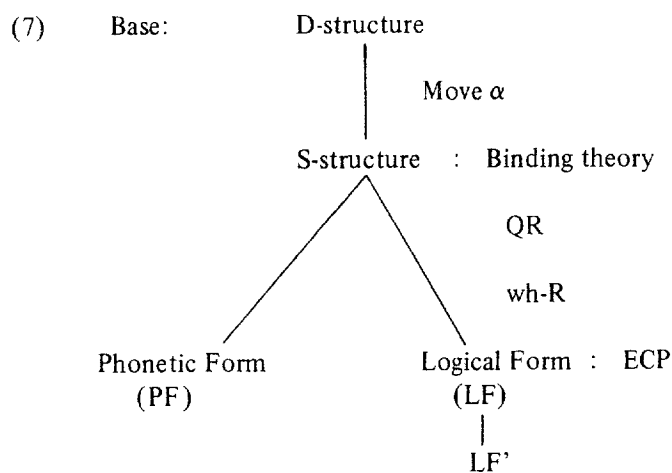 (7) Base: D-structure
Move α
S-structure : Binding theory
QR
wh-R
Phonetic Form Logical Form : ECP
(PF) (LF)
LF'